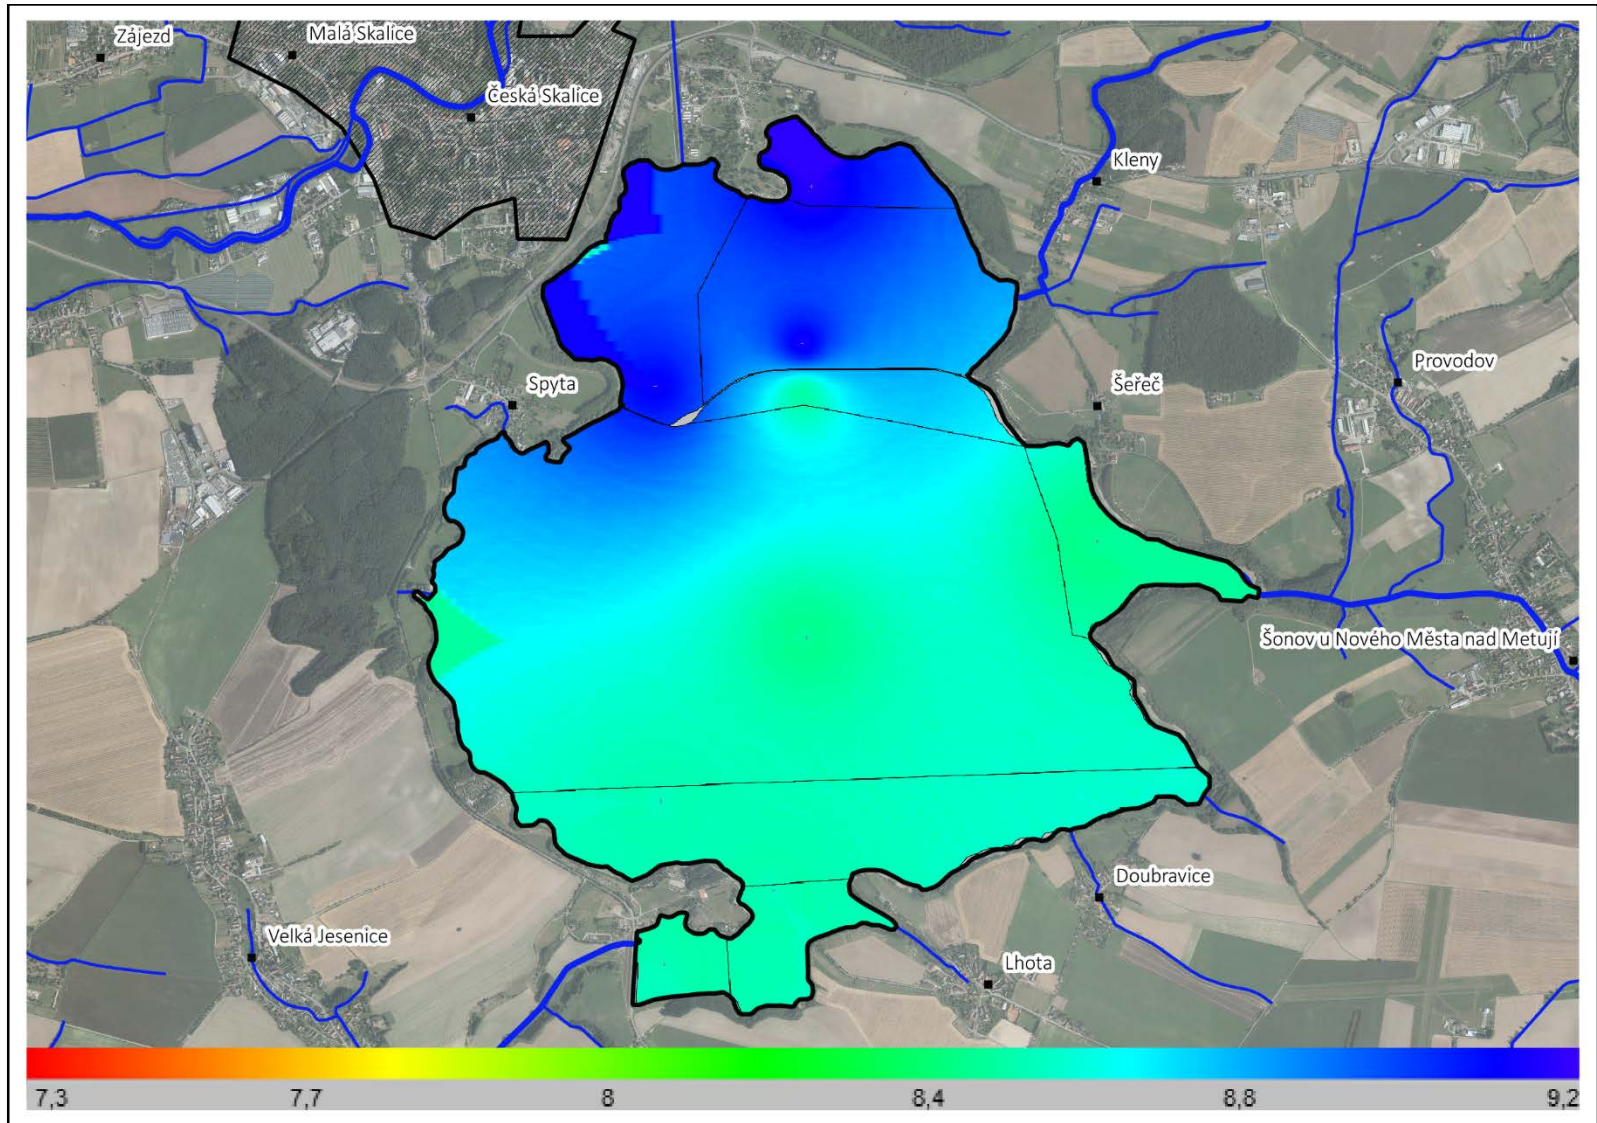 Zájezd
Malá Skalice
Česká Skalice
Kleny
Provodov
Spyta
Šeřeč
Šonov u Nového Města nad Metují
Doubravice
Velká Jesenice
Lhota
7,3 7,7 8 8,4 8,8 9,2